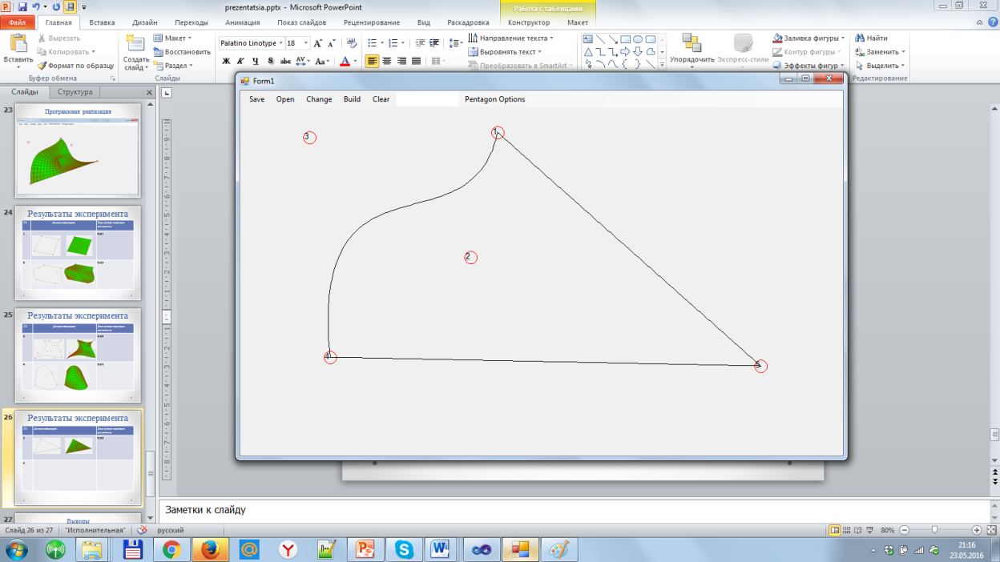 prezentatsia.pptx - Microsoft PowerPoint
Работа с таблицами
Файл Главная Вставка Дизайн Переходы Анимация Показ слайдов Рецензирование Вид Раскадровка Конструктор Макет
Вставить
Вырезать
Копировать
Формат по образцу
Буфер обмена
Создать слайд
Макет
Восстановить
Раздел
Слайды
Palatino Linotype 18
Ж К Ч S abc AV Aa А
Направление текста
Выровнять текст
Преобразовать в SmartArt
Упорядочить
Экспресс-стили
Заливка фигуры
Контур фигуры
Эффекты фигур
Найти
Заменить
Выделить
Редактирование
Слайды Структура
23
Программная реализация
24
Результаты эксперимента
25
Результаты эксперимента
26
Результаты эксперимента
27
Выводы
Form1
Save Open Change Build Clear Pentagon Options
3
1
2
4
5
Заметки к слайду
Слайд 26 из 27 "Исполнительная" русский 80%
21:16
23.05.2016